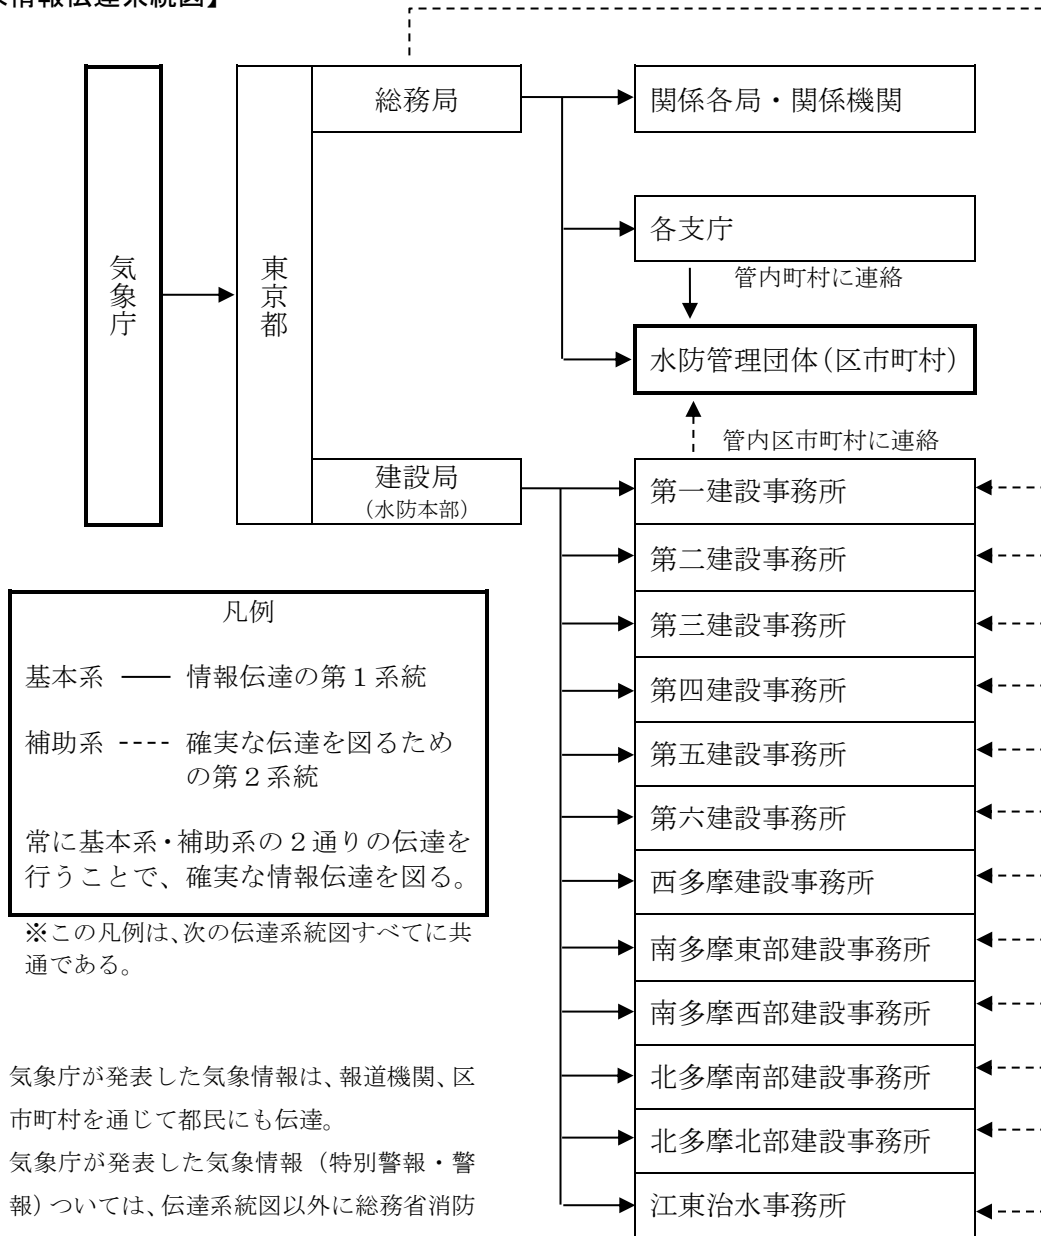 象情報伝達系統図】
総務局
関係各局・関係機関
各支庁
管内町村に連絡
気象庁
東京都
水防管理団体（区市町村）
管内区市町村に連絡
建設局
（水防本部）
第一建設事務所
第二建設事務所
第三建設事務所
第四建設事務所
第五建設事務所
第六建設事務所
西多摩建設事務所
南多摩東部建設事務所
南多摩西部建設事務所
北多摩南部建設事務所
北多摩北部建設事務所
江東治水事務所
凡例
基本系 ―― 情報伝達の第１系統
補助系 ---- 確実な伝達を図るため
の第２系統
常に基本系・補助系の２通りの伝達を
行うことで、確実な情報伝達を図る。
※この凡例は、次の伝達系統図すべてに共
通である。
気象庁が発表した気象情報は、報道機関、区
市町村を通じて都民にも伝達。
気象庁が発表した気象情報（特別警報・警
報）ついては、伝達系統図以外に総務省消防